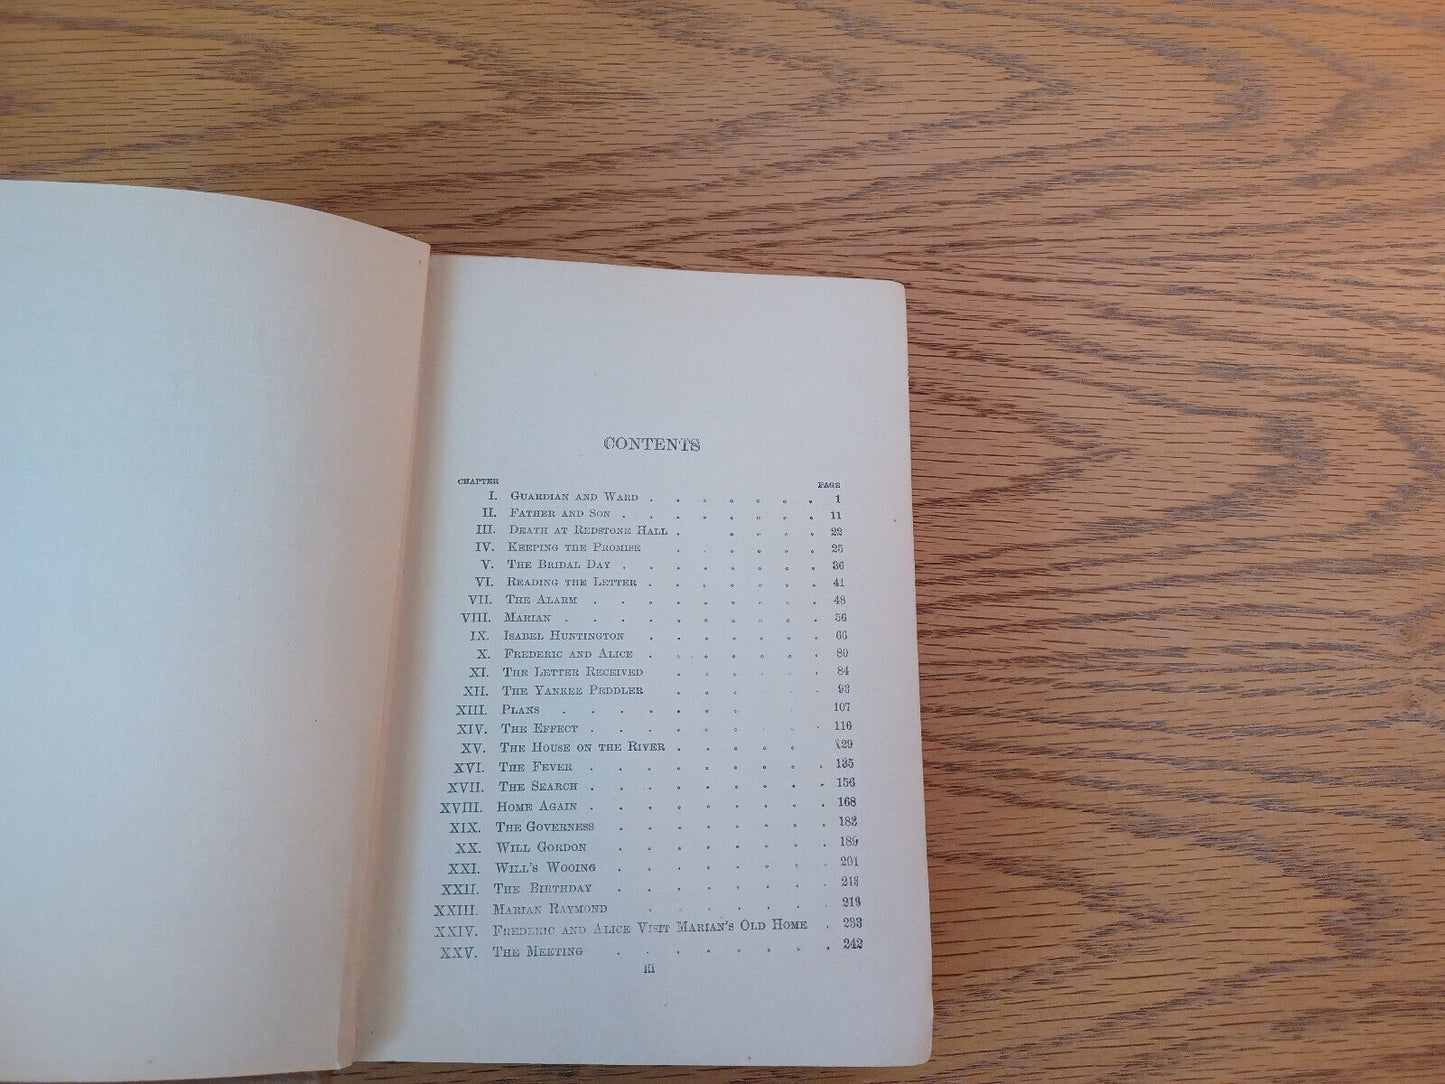 CONTENTS
CHAPTER PAGE
I. GUARDIAN AND WARD . . . . . . . 1
II. FATHER AND SON . . . . . . . . 11
III. DEATH AT REDSTONE HALL . . . . . 22
IV. KEEPING THE PROMISE . . . . . . 25
V. THE BRIDAL DAY . . . . . . . . 36
VI. READING THE LETTER . . . . . . . 41
VII. THE ALARM . . . . . . . . . 48
VIII. MARIAN . . . . . . . . . . 56
IX. ISABEL HUNTINGTON . . . . . . . 66
X. FREDERIC AND ALICE . . . . . . . 80
XI. THE LETTER RECEIVED . . . . . . 84
XII. THE YANKEE PEDDLER . . . . . . 93
XIII. PLANS . . . . . . . . . . 107
XIV. THE EFFECT . . . . . . . . . 116
XV. THE HOUSE ON THE RIVER . . . . . 129
XVI. THE FEVER . . . . . . . . . 135
XVII. THE SEARCH . . . . . . . . . 156
XVIII. HOME AGAIN . . . . . . . . . 168
XIX. THE GOVERNESS . . . . . . . . 183
XX. WILL GORDON . . . . . . . . 189
XXI. WILL'S WOOING . . . . . . . . 201
XXII. THE BIRTHDAY . . . . . . . . 213
XXIII. MARIAN RAYMOND . . . . . . . 219
XXIV. FREDERIC AND ALICE VISIT MARIAN'S OLD HOME . 233
XXV. THE MEETING . . . . . . . . 242
iii